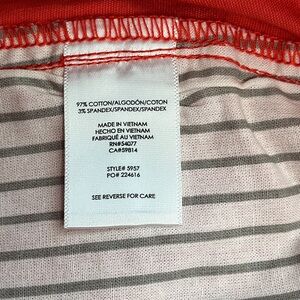 97% COTTON/ALGODÓN/COTON
3% SPANDEX/SPANDEX/SPANDEX
MADE IN VIETNAM
HECHO EN VIETNAM
FABRIQUÉ AU VIETNAM
RN#54077
CA#59814
STYLE# 5957
PO# 224616
SEE REVERSE FOR CARE